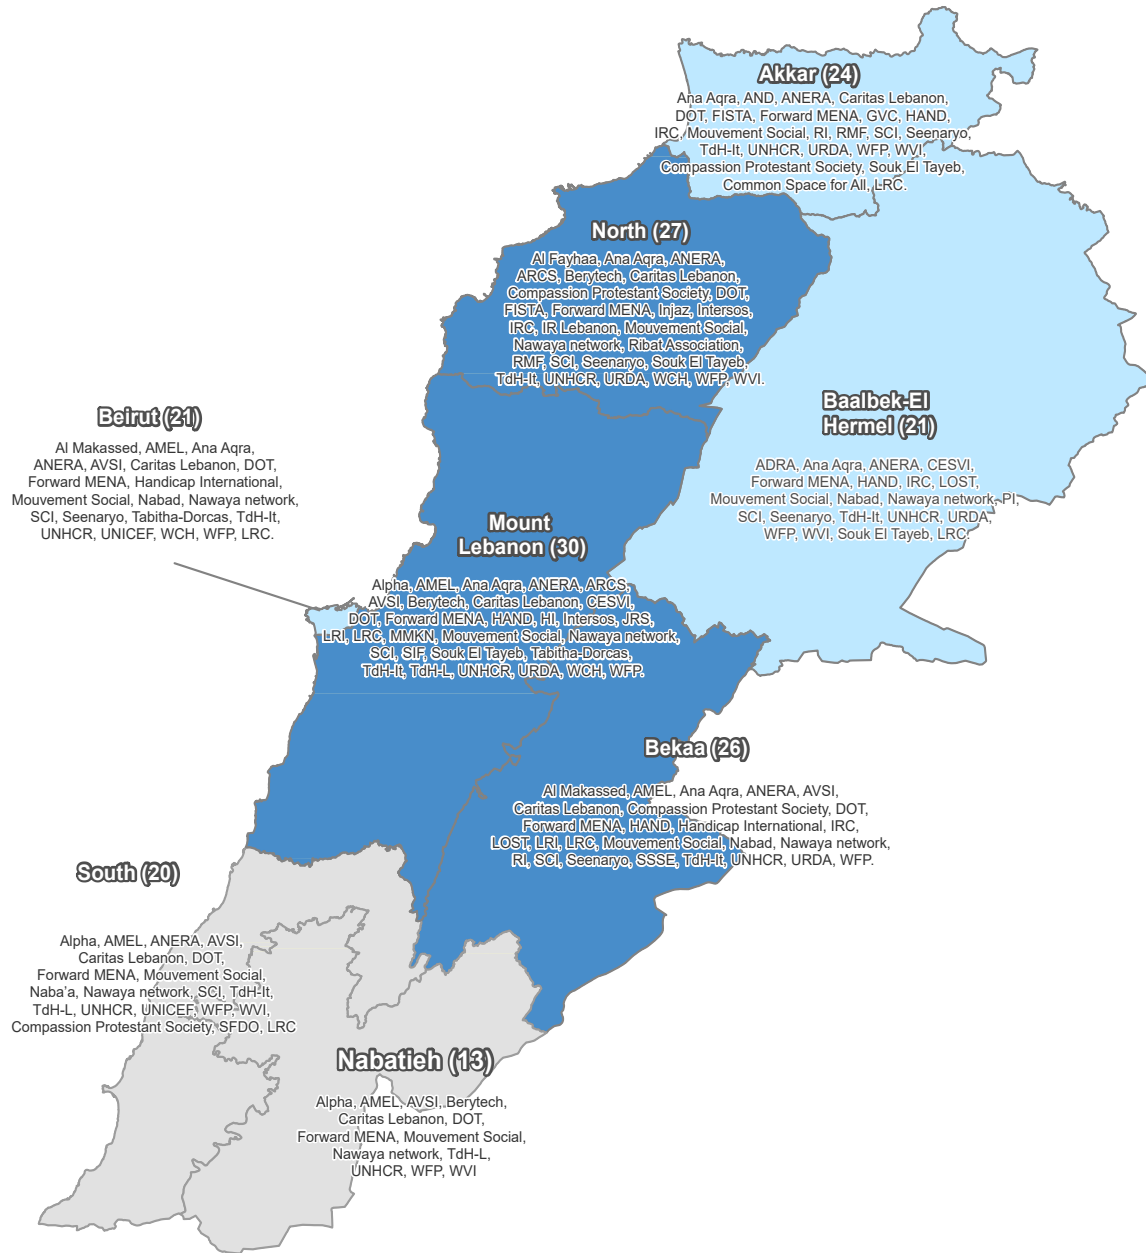 Akkar (24)
Ana Aqra, AND, ANERA, Caritas Lebanon,
DOT, FISTA, Forward MENA, GVC, HAND,
IRC, Mouvement Social, RI, RMF, SCI, Seenaryo,
TdH-It, UNHCR, URDA, WFP, WVI,
Compassion Protestant Society, Souk El Tayeb,
Common Space for All, LRC.
North (27)
Al Fayhaa, Ana Aqra, ANERA,
ARCS, Berytech, Caritas Lebanon,
Compassion Protestant Society, DOT,
FISTA, Forward MENA, Injaz, Intersos,
IRC, IR Lebanon, Mouvement Social,
Nawaya network, Ribat Association,
RMF, SCI, Seenaryo, Souk El Tayeb,
TdH-It, UNHCR, URDA, WCH, WFP, WVI.
Baalbek-El
Hermel (21)
ADRA, Ana Aqra, ANERA, CESVI,
Forward MENA, HAND, IRC, LOST,
Mouvement Social, Nabad, Nawaya network, PI,
SCI, Seenaryo, TdH-It, UNHCR, URDA,
WFP, WVI, Souk El Tayeb, LRC.
Beirut (21)
Al Makassed, AMEL, Ana Aqra,
ANERA, AVSI, Caritas Lebanon, DOT,
Forward MENA, Handicap International,
Mouvement Social, Nabad, Nawaya network,
SCI, Seenaryo, Tabitha-Dorcas, TdH-It,
UNHCR, UNICEF, WCH, WFP, LRC.
Mount
Lebanon (30)
Alpha, AMEL, Ana Aqra, ANERA, ARCS,
AVSI, Berytech, Caritas Lebanon, CESVI,
DOT, Forward MENA, HAND, HI, Intersos, JRS,
LRI, LRC, MMKN, Mouvement Social, Nawaya network,
SCI, SIF, Souk El Tayeb, Tabitha-Dorcas,
TdH-It, TdH-L, UNHCR, URDA, WCH, WFP.
Bekaa (26)
Al Makassed, AMEL, Ana Aqra, ANERA, AVSI,
Caritas Lebanon, Compassion Protestant Society, DOT,
Forward MENA, HAND, Handicap International, IRC,
LOST, LRI, LRC, Mouvement Social, Nabad, Nawaya network,
RI, SCI, Seenaryo, SSSE, TdH-It, UNHCR, URDA, WFP.
South (20)
Alpha, AMEL, ANERA, AVSI,
Caritas Lebanon, DOT,
Forward MENA, Mouvement Social,
Naba'a, Nawaya network, SCI, TdH-It,
TdH-L, UNHCR, UNICEF, WFP, WVI,
Compassion Protestant Society, SFDO, LRC
Nabatieh (13)
Alpha, AMEL, AVSI, Berytech,
Caritas Lebanon, DOT,
Forward MENA, Mouvement Social,
Nawaya network, TdH-L,
UNHCR, WFP, WVI